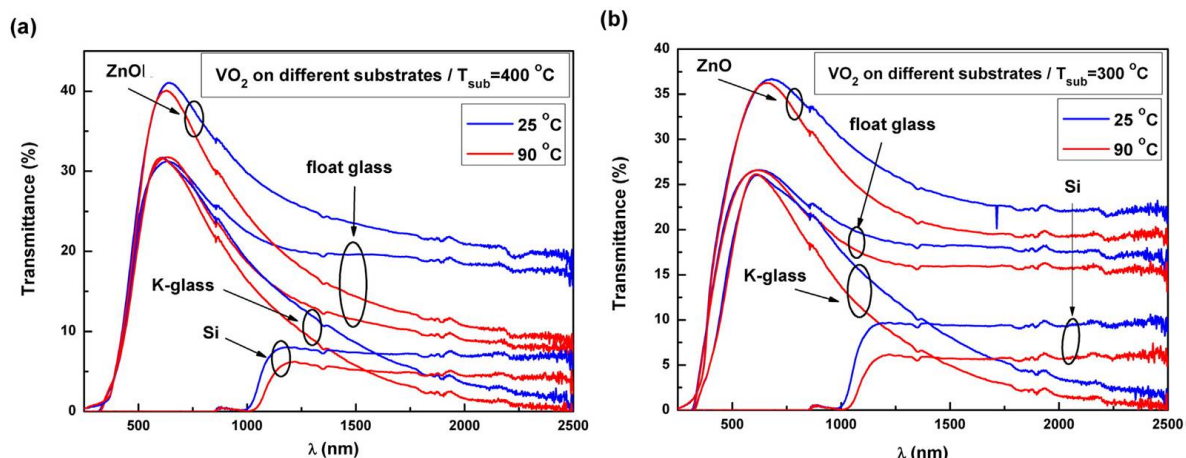 (a)
VO₂ on different substrates / Tsub=400 °C
25 °C
90 °C
ZnO
float glass
K-glass
Si
Transmittance (%)
40
30
20
10
0
500
1000
1500
2000
2500
λ (nm)
(b)
VO₂ on different substrates / Tsub=300 °C
25 °C
90 °C
ZnO
float glass
Si
K-glass
Transmittance (%)
40
35
30
25
20
15
10
5
0
500
1000
1500
2000
2500
λ (nm)